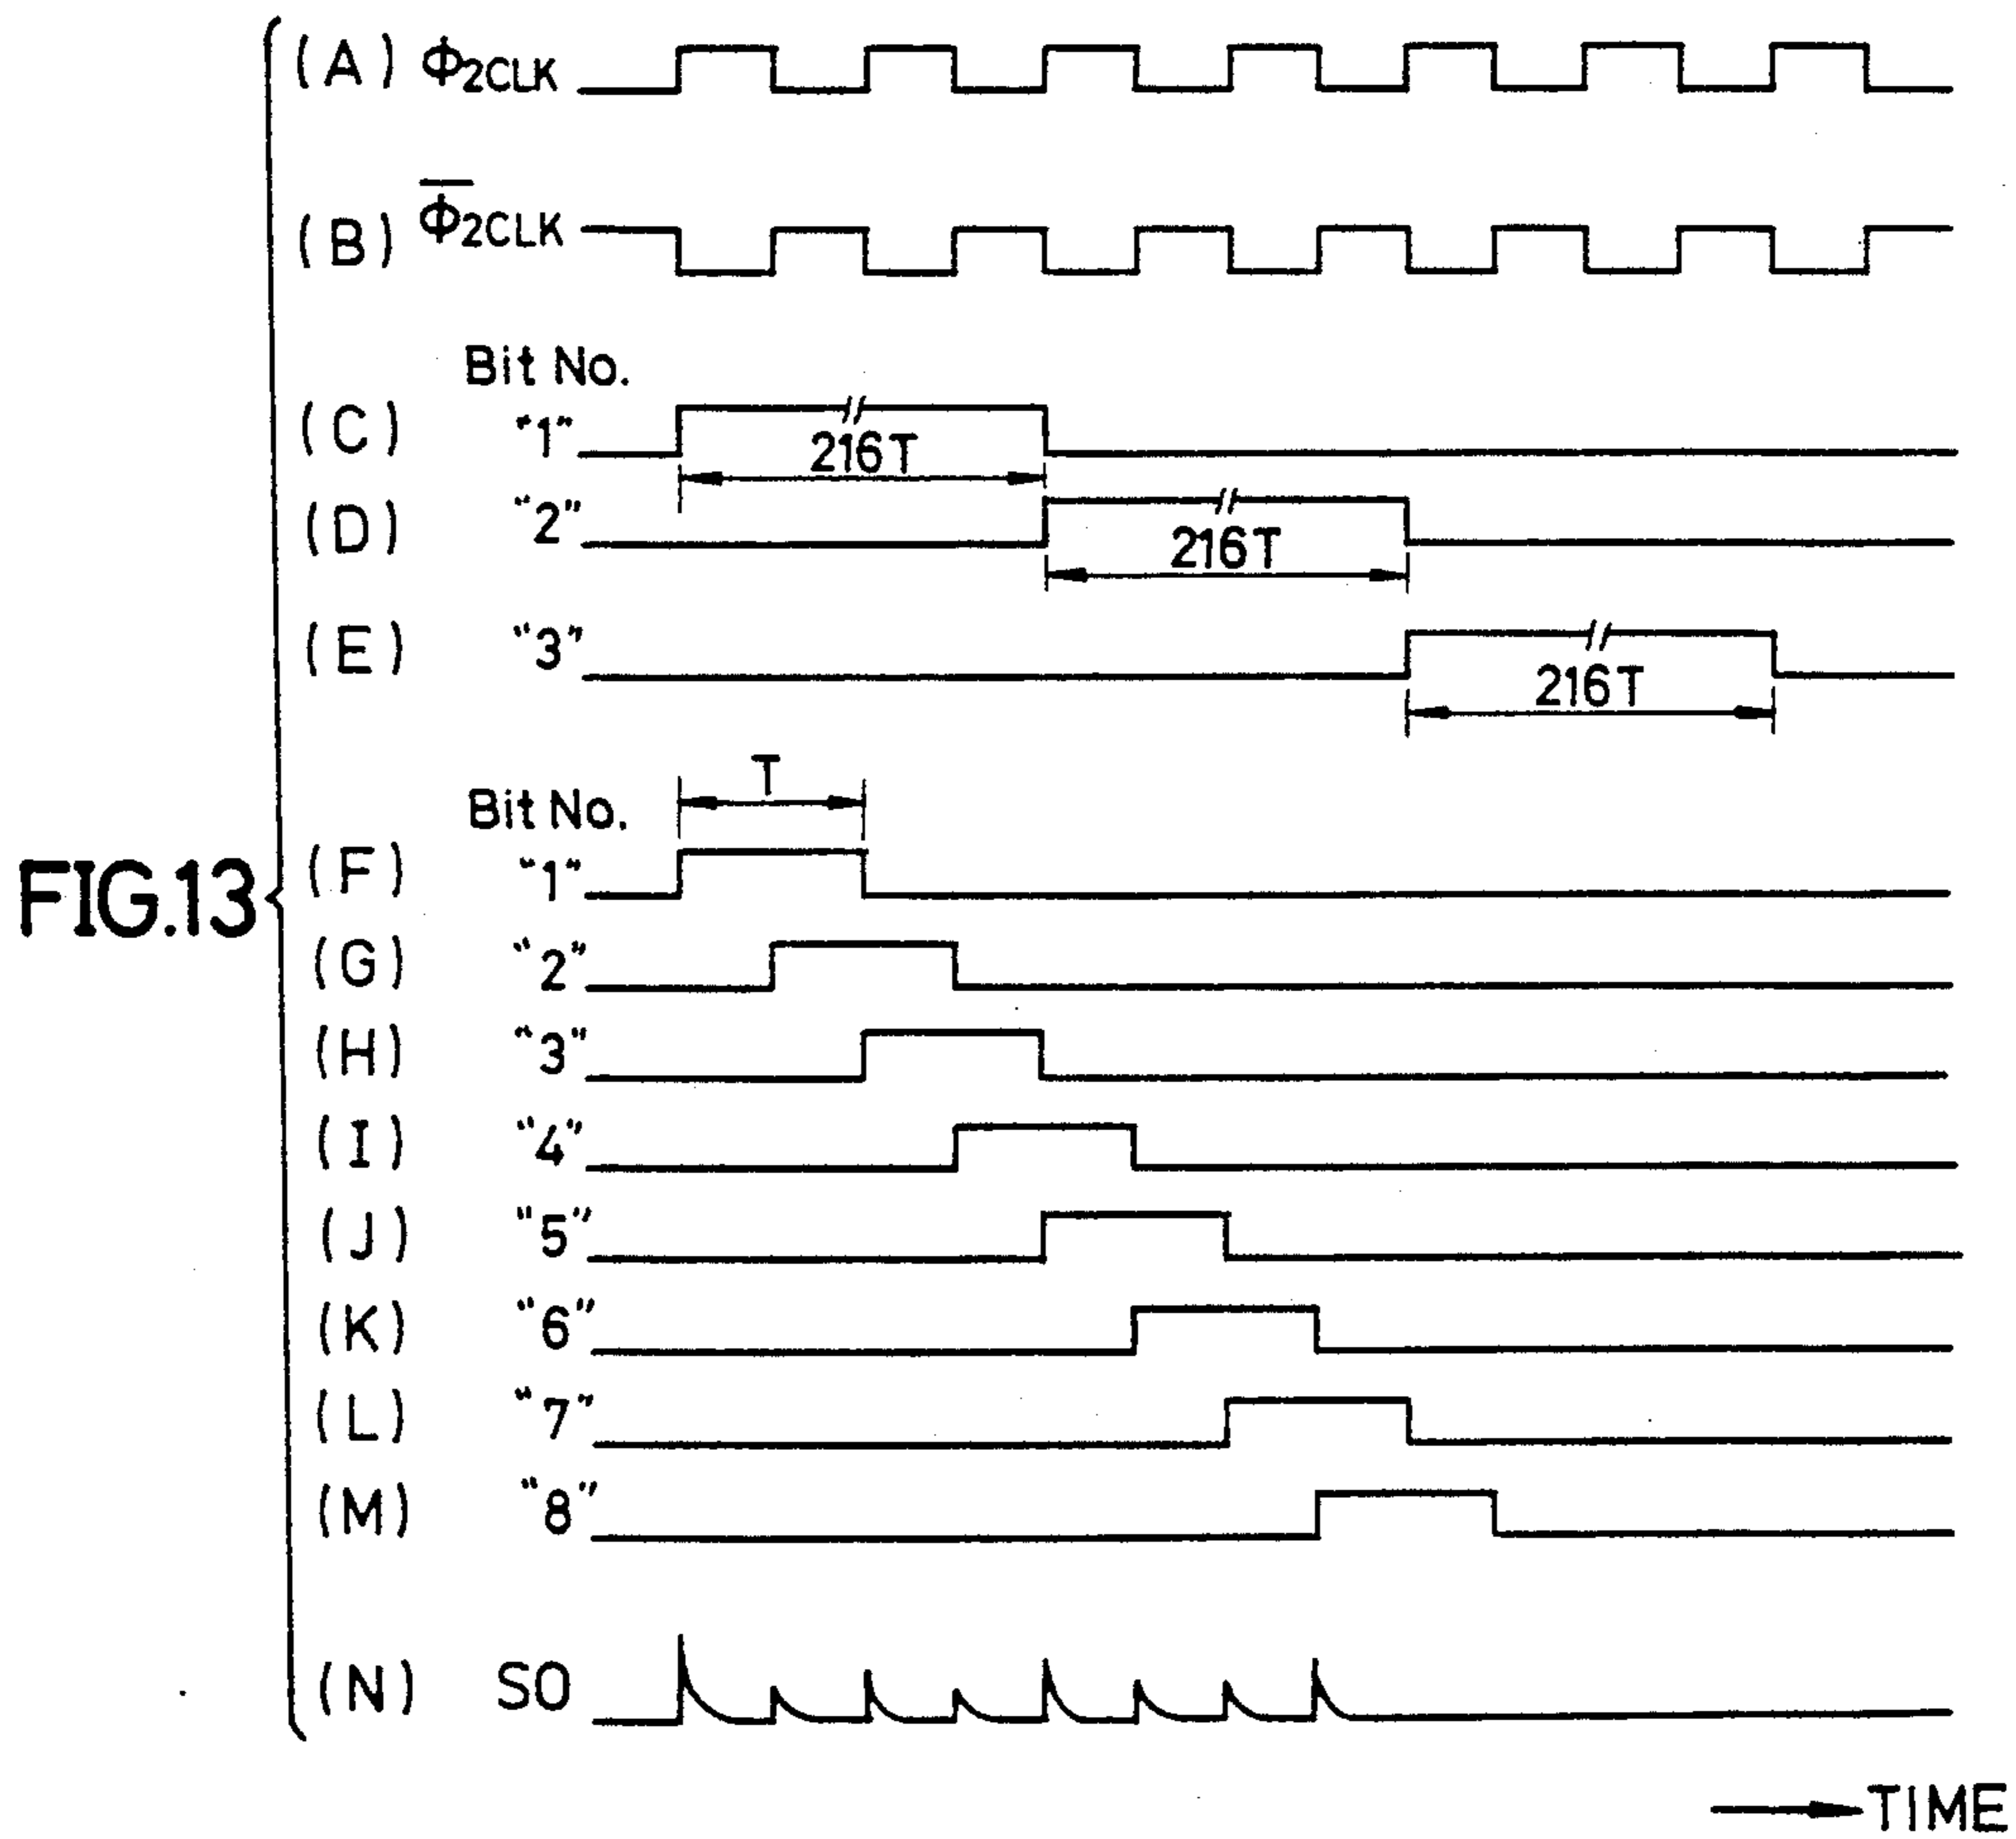 (A) Φ2CLK
(B) Φ̅2CLK
Bit No.
(C) "1"
216T
(D) "2"
216T
(E) "3"
216T
T
Bit No.
FIG.13
(F) "1"
(G) "2"
(H) "3"
(I) "4"
(J) "5"
(K) "6"
(L) "7"
(M) "8"
(N) SO
TIME